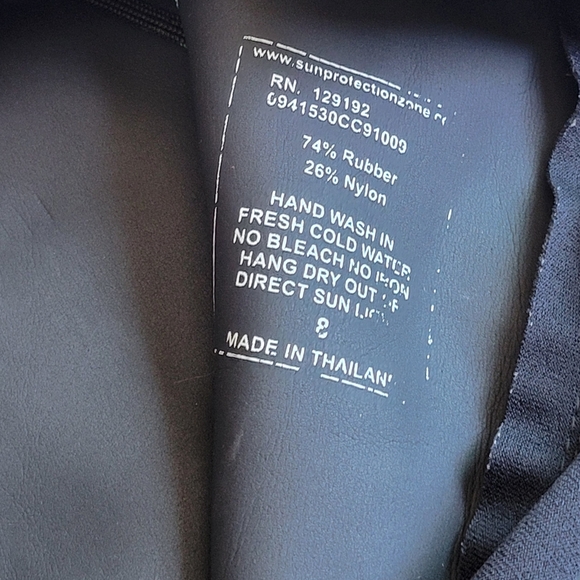 www.sunprotectionzone.c
RN. 129192
0941530CC91009
74% Rubber
26% Nylon
HAND WASH IN
FRESH COLD WATER
NO BLEACH NO IRON
HANG DRY OUT OF
DIRECT SUN
8
MADE IN THAILAN